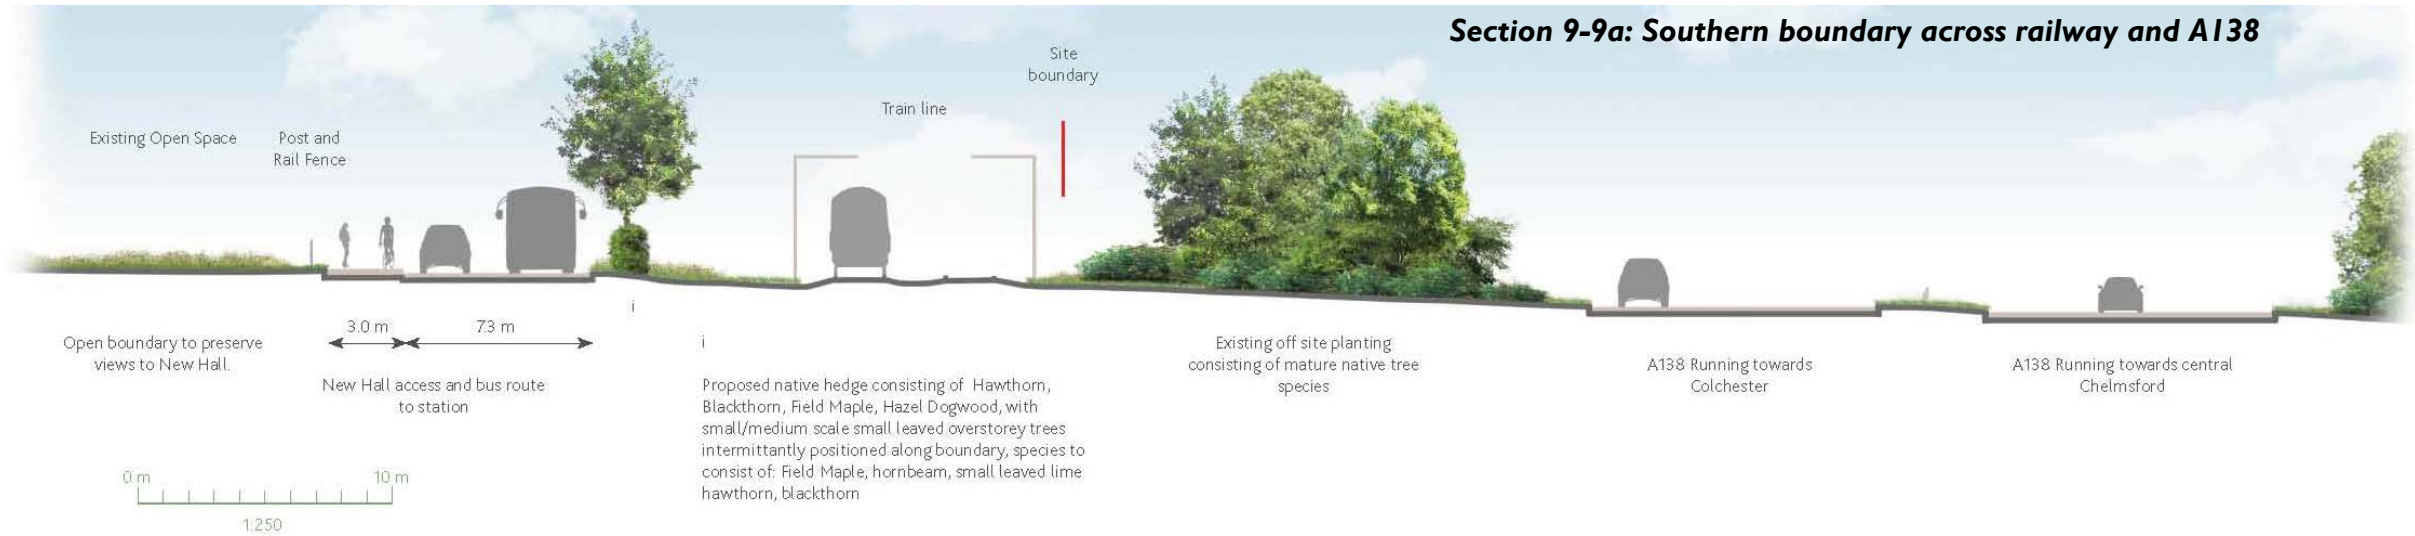 Section 9-9a: Southern boundary across railway and A138
Site
boundary
Train line
Existing Open Space
Post and
Rail Fence
i
3.0 m
7.3 m
Open boundary to preserve
views to New Hall.
New Hall access and bus route
to station
i
Proposed native hedge consisting of Hawthorn,
Blackthorn, Field Maple, Hazel Dogwood, with
small/medium scale small leaved overstorey trees
intermittantly positioned along boundary, species to
consist of: Field Maple, hornbeam, small leaved lime
hawthorn, blackthorn
Existing off site planting
consisting of mature native tree
species
A138 Running towards
Colchester
A138 Running towards central
Chelmsford
0 m
10 m
1:250